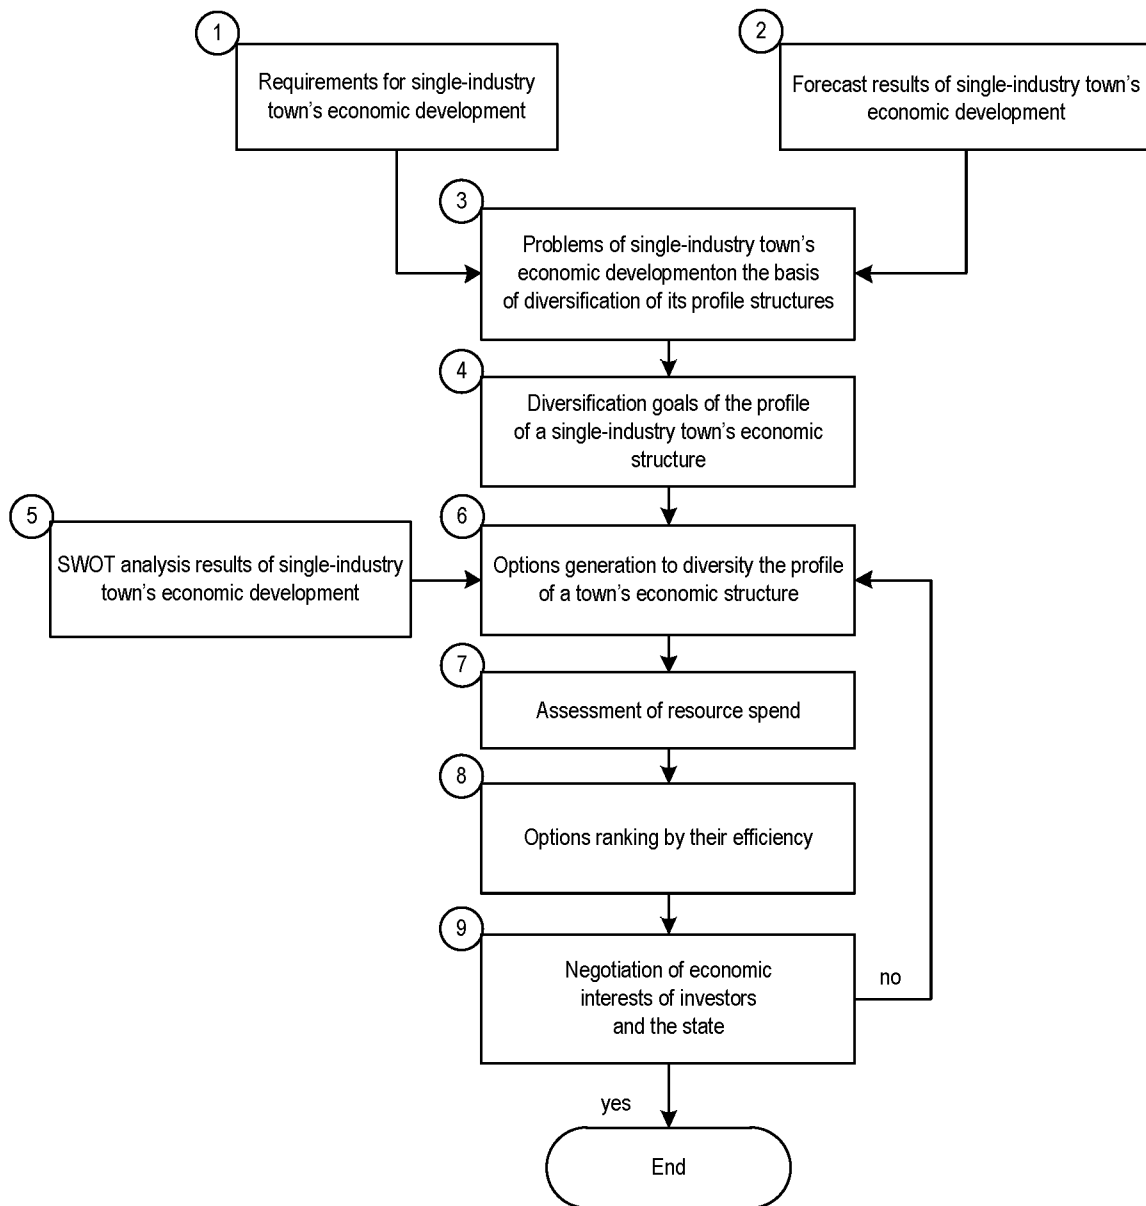 1
Requirements for single-industry
town's economic development
2
Forecast results of single-industry town's
economic development
3
Problems of single-industry town's
economic developmenton the basis
of diversification of its profile structures
4
Diversification goals of the profile
of a single-industry town's economic
structure
5
SWOT analysis results of single-industry
town's economic development
6
Options generation to diversity the profile
of a town's economic structure
7
Assessment of resource spend
8
Options ranking by their efficiency
9
Negotiation of economic
interests of investors
and the state
no
yes
End